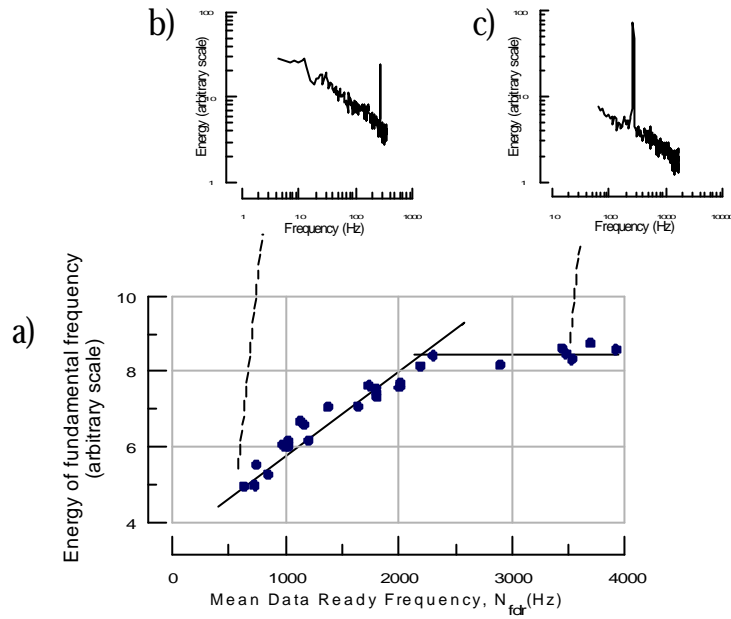 b)
100
10
1
Energy (arbitrary scale)
1 10 100 1000
Frequency (Hz)
c)
100
10
1
Energy (arbitrary scale)
10 100 1000 10000
Frequency (Hz)
a)
Energy of fundamental frequency
(arbitrary scale)
10
8
6
4
0 1000 2000 3000 4000
Mean Data Ready Frequency, N fdr (Hz)